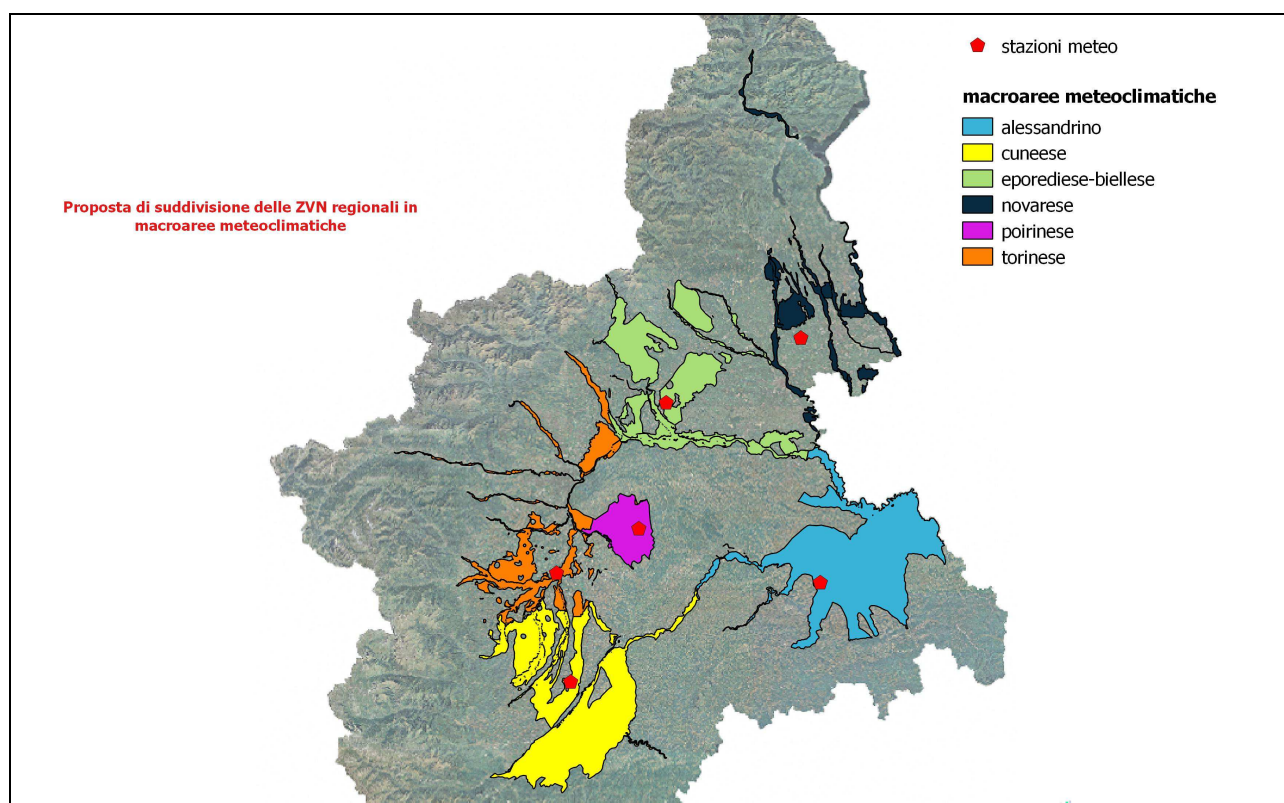 stazioni meteo
macroaree meteoclimatiche
alessandrino
cuneese
eporediese-biellese
novarese
poirinese
torinese
Proposta di suddivisione delle ZVN regionali in
macroaree meteoclimatiche